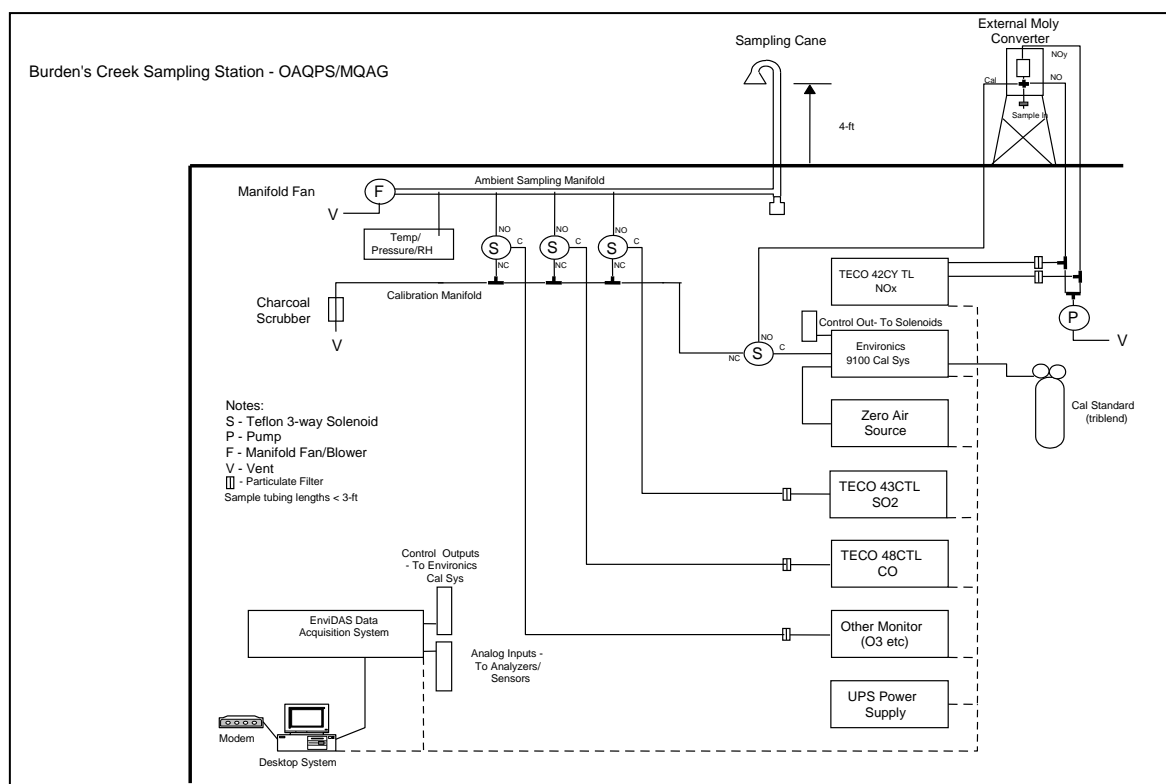 Burden's Creek Sampling Station - OAQPS/MQAG
Sampling Cane
External Moly
Converter
NOy
Cal
NO
Sample In
4-ft
Manifold Fan
F
Ambient Sampling Manifold
V
Temp/
Pressure/RH
NO
NO
NO
S
C
S
C
S
C
NC
NC
NC
Calibration Manifold
Charcoal
Scrubber
V
TECO 42CY TL
NOx
P
V
Control Out- To Solenoids
NO
NC
S
C
Environics
9100 Cal Sys
Cal Standard
(triblend)
Zero Air
Source
Notes:
S - Teflon 3-way Solenoid
P - Pump
F - Manifold Fan/Blower
V - Vent
- Particulate Filter
Sample tubing lengths < 3-ft
TECO 43CTL
SO2
TECO 48CTL
CO
Other Monitor
(O3 etc)
UPS Power
Supply
Control Outputs
- To Environics
Cal Sys
EnviDAS Data
Acquisition System
Analog Inputs -
To Analyzers/
Sensors
Modem
Desktop System